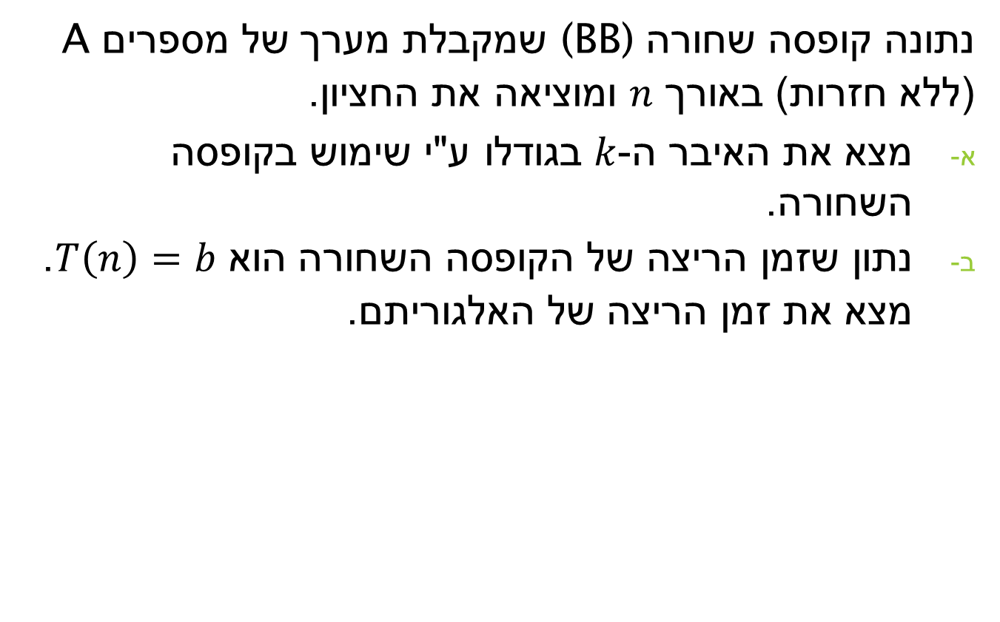 נתונה קופסה שחורה (BB) שמקבלת מערך של מספרים A
(ללא חזרות) באורך n ומוציאה את החציון.
א- מצא את האיבר ה-k בגודלו ע"י שימוש בקופסה
השחורה.
ב- נתון שזמן הריצה של הקופסה השחורה הוא T(n) = b.
מצא את זמן הריצה של האלגוריתם.